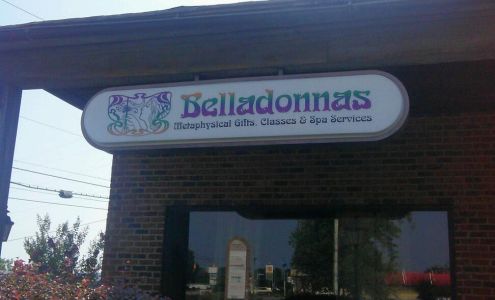 Belladonnas
Metaphysical Gifts, Classes & Spa Services